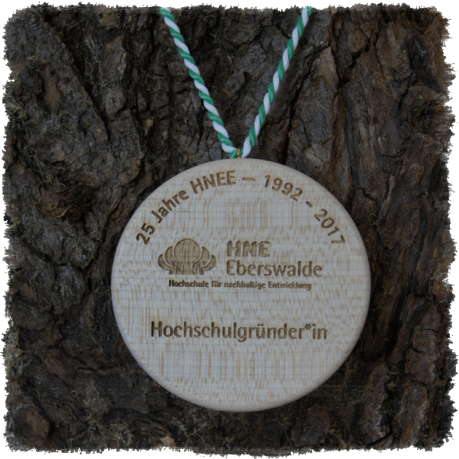 25 Jahre HNEE – 1992 - 2017
HNE
Eberswalde
Hochschule für nachhaltige Entwicklung
Hochschulgründer*in